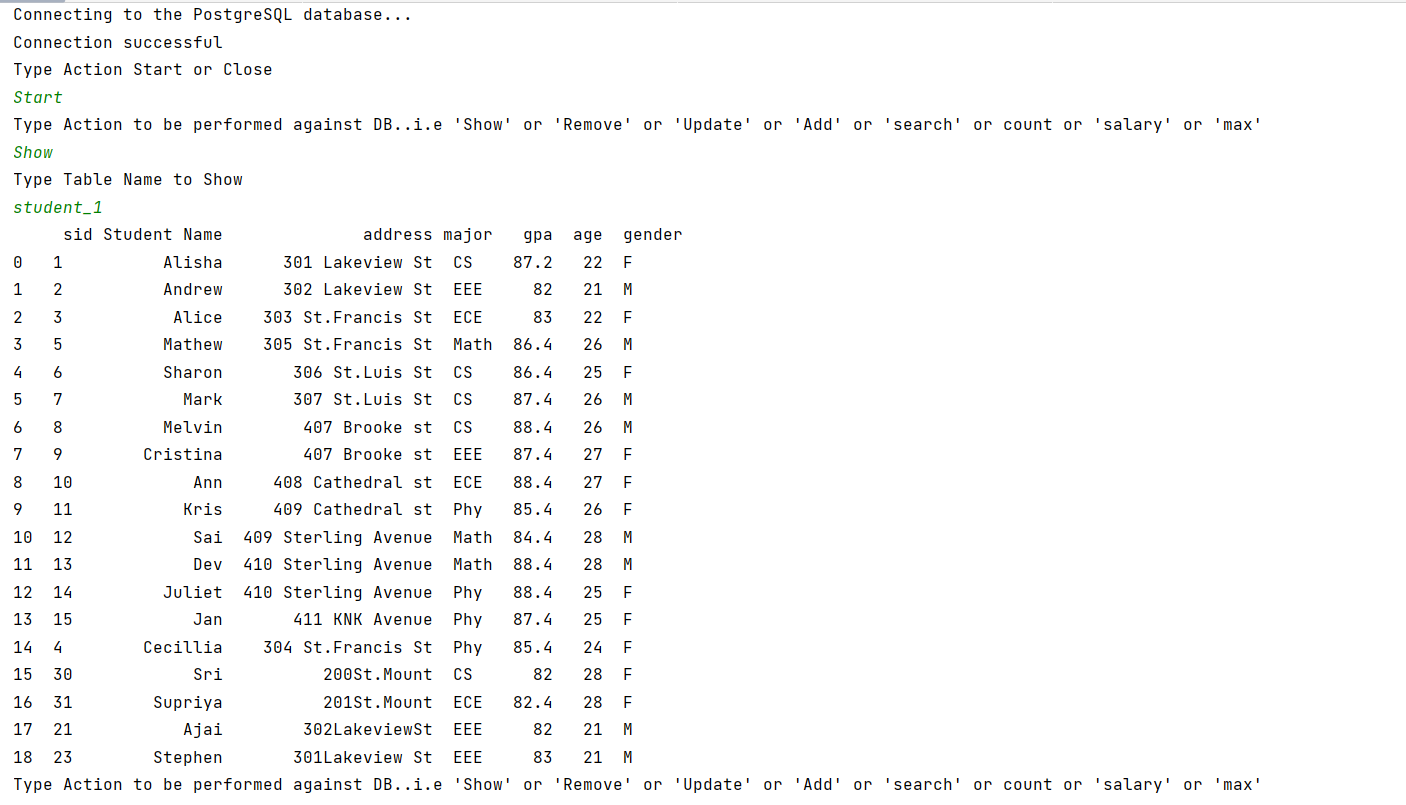 Connecting to the PostgreSQL database...
Connection successful
Type Action Start or Close
Start
Type Action to be performed against DB..i.e 'Show' or 'Remove' or 'Update' or 'Add' or 'search' or count or 'salary' or 'max'
Show
Type Table Name to Show
student_1
sid Student Name address major gpa age gender
0 1 Alisha 301 Lakeview St CS 87.2 22 F
1 2 Andrew 302 Lakeview St EEE 82 21 M
2 3 Alice 303 St.Francis St ECE 83 22 F
3 5 Mathew 305 St.Francis St Math 86.4 26 M
4 6 Sharon 306 St.Luis St CS 86.4 25 F
5 7 Mark 307 St.Luis St CS 87.4 26 M
6 8 Melvin 407 Brooke st CS 88.4 26 M
7 9 Cristina 407 Brooke st EEE 87.4 27 F
8 10 Ann 408 Cathedral st ECE 88.4 27 F
9 11 Kris 409 Cathedral st Phy 85.4 26 F
10 12 Sai 409 Sterling Avenue Math 84.4 28 M
11 13 Dev 410 Sterling Avenue Math 88.4 28 M
12 14 Juliet 410 Sterling Avenue Phy 88.4 25 F
13 15 Jan 411 KNK Avenue Phy 87.4 25 F
14 4 Cecillia 304 St.Francis St Phy 85.4 24 F
15 30 Sri 200St.Mount CS 82 28 F
16 31 Supriya 201St.Mount ECE 82.4 28 F
17 21 Ajai 302LakeviewSt EEE 82 21 M
18 23 Stephen 301Lakeview St EEE 83 21 M
Type Action to be performed against DB..i.e 'Show' or 'Remove' or 'Update' or 'Add' or 'search' or count or 'salary' or 'max'